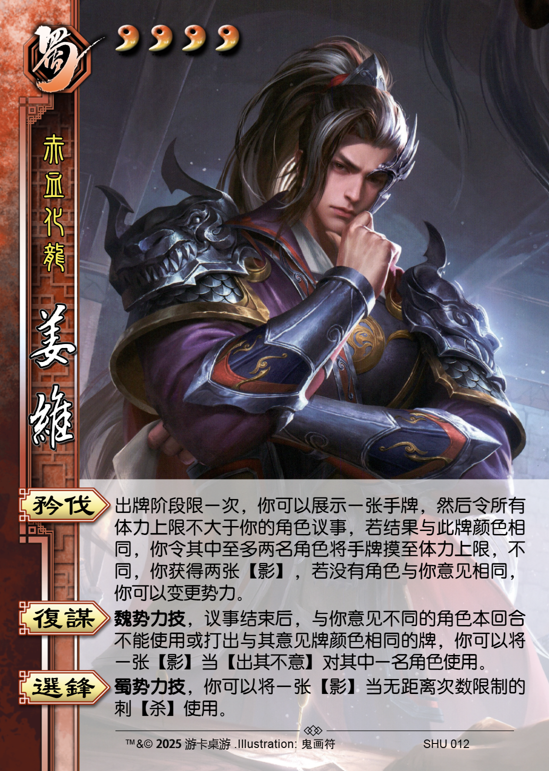 蜀
赤血化龍
姜維
矜伐
出牌阶段限一次，你可以展示一张手牌，然后令所有
体力上限不大于你的角色议事，若结果与此牌颜色相
同，你令其中至多两名角色将手牌摸至体力上限，不
同，你获得两张【影】，若没有角色与你意见相同，
你可以变更势力。
復謀
魏势力技，议事结束后，与你意见不同的角色本回合
不能使用或打出与其意见牌颜色相同的牌，你可以将
一张【影】当【出其不意】对其中一名角色使用。
選鋒
蜀势力技，你可以将一张【影】当无距离次数限制的
刺【杀】使用。
™&© 2025 游卡桌游 .Illustration: 鬼画符
SHU 012